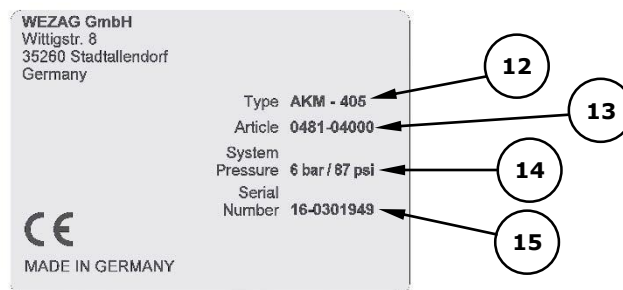 WEZAG GmbH
Wittigstr. 8
35260 Stadtallendorf
Germany
12
Type AKM - 405
13
Article 0481-04000
System
Pressure 6 bar / 87 psi
14
Serial
Number 16-0301949
15
CE
MADE IN GERMANY